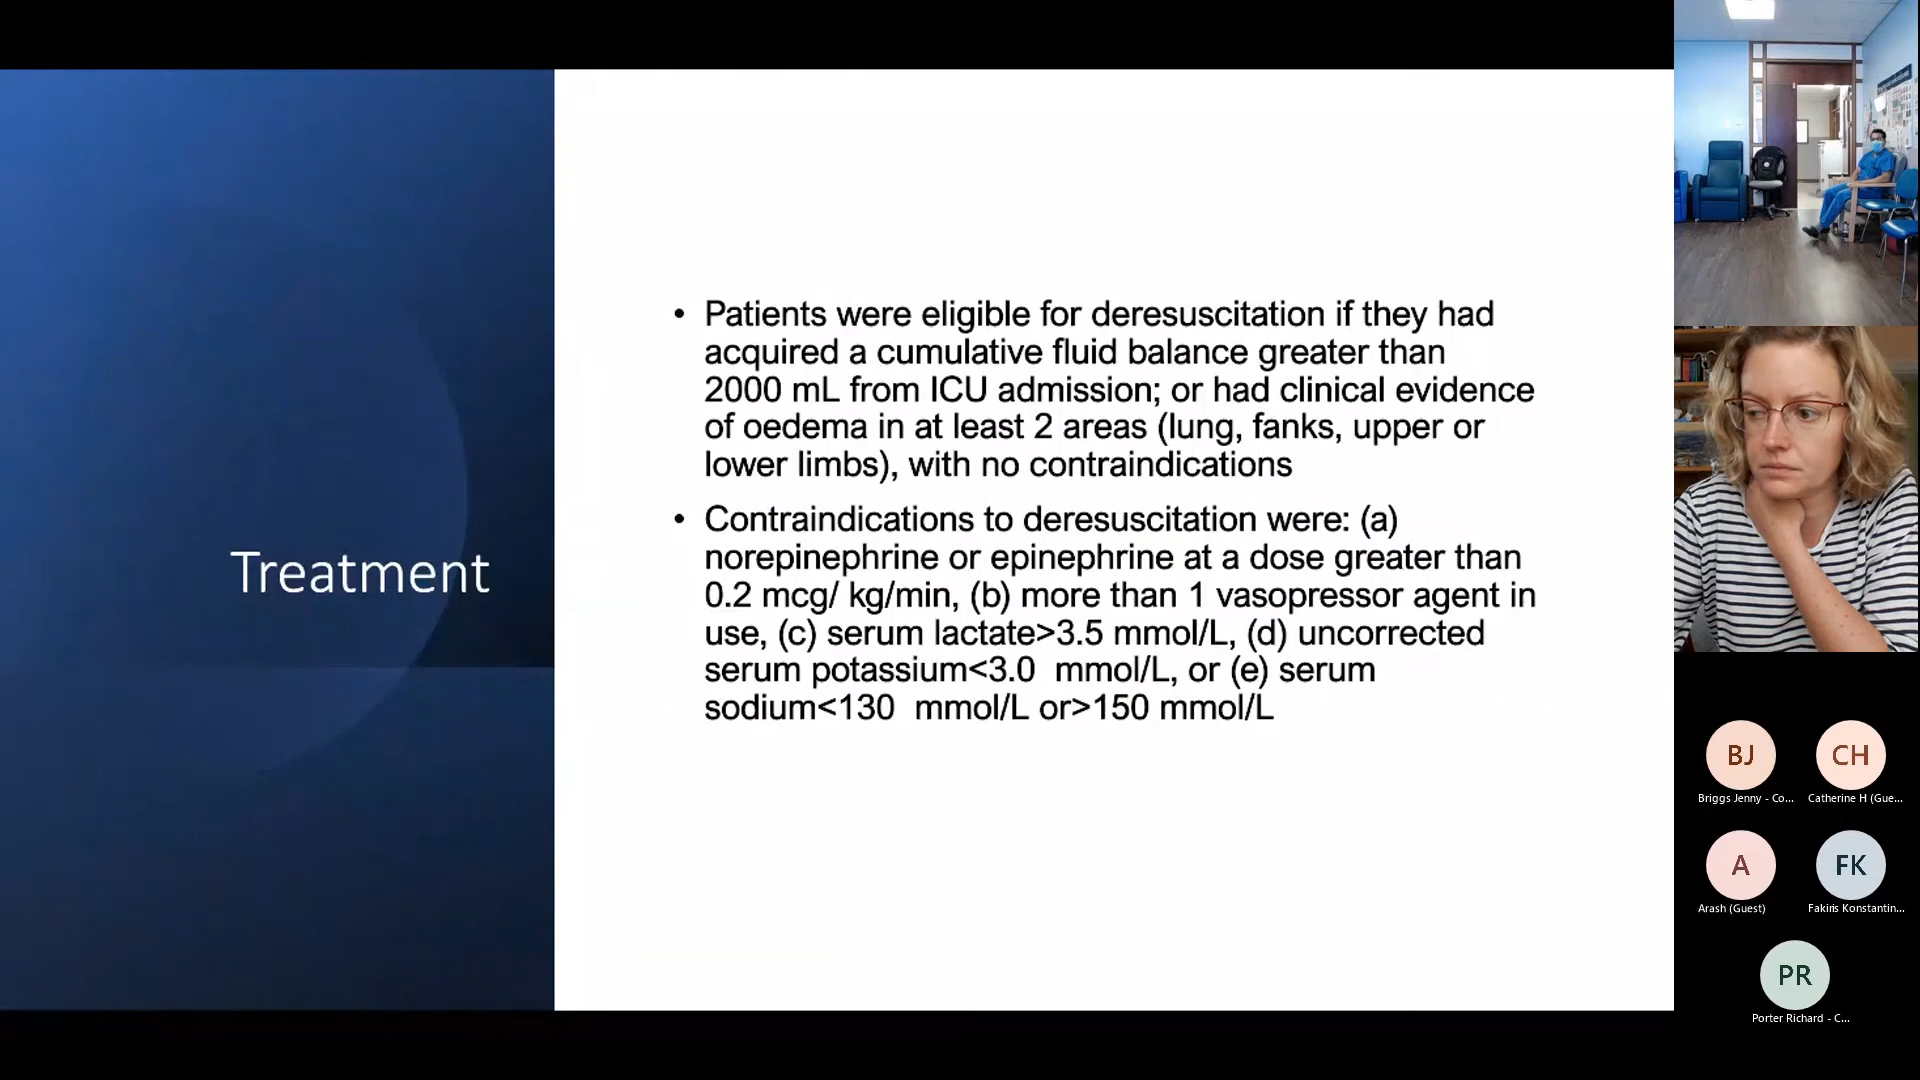 Treatment
• Patients were eligible for deresuscitation if they had
acquired a cumulative fluid balance greater than
2000 mL from ICU admission; or had clinical evidence
of oedema in at least 2 areas (lung, fanks, upper or
lower limbs), with no contraindications
• Contraindications to deresuscitation were: (a)
norepinephrine or epinephrine at a dose greater than
0.2 mcg/ kg/min, (b) more than 1 vasopressor agent in
use, (c) serum lactate>3.5 mmol/L, (d) uncorrected
serum potassium<3.0  mmol/L, or (e) serum
sodium<130  mmol/L or>150 mmol/L
BJ
CH
Briggs Jenny - Co...
Catherine H (Gue...
A
FK
Arash (Guest)
Fakiris Konstantin...
PR
Porter Richard - C...